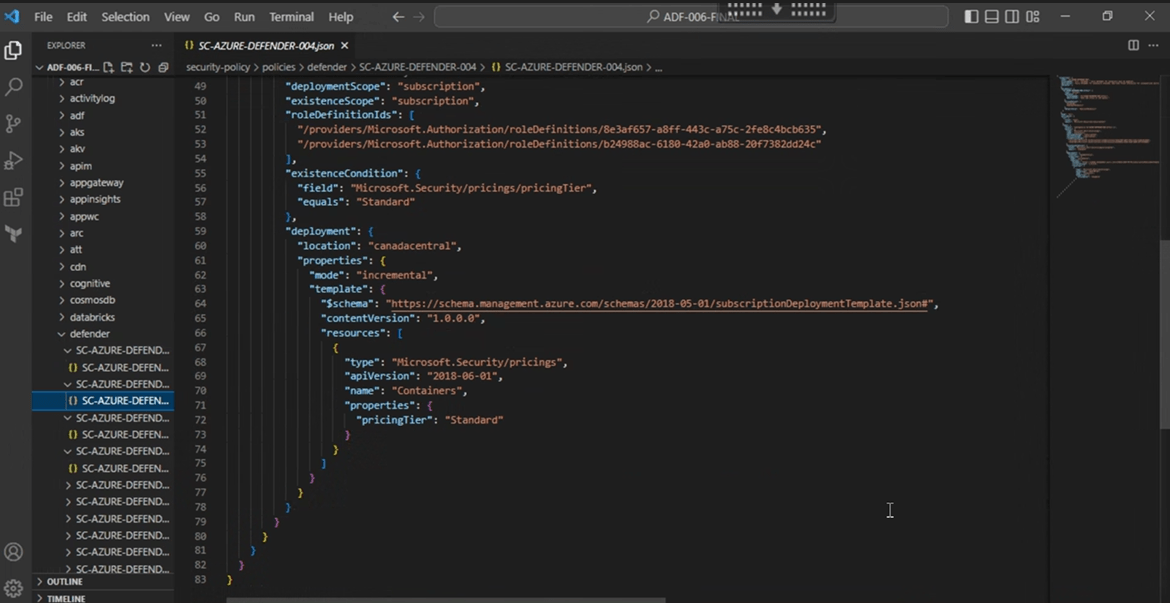 File Edit Selection View Go Run Terminal Help
ADF-006-FINAL
EXPLORER
SC-AZURE-DEFENDER-004.json
ADF-006-FI...
security-policy > policies > defender > SC-AZURE-DEFENDER-004 > {} SC-AZURE-DEFENDER-004.json > ...
acr
activitylog
adf
aks
akv
apim
appgateway
appinsights
appwc
arc
att
cdn
cognitive
cosmosdb
databricks
defender
SC-AZURE-DEFEND...
{} SC-AZURE-DEFEN...
SC-AZURE-DEFEND...
{} SC-AZURE-DEFEN...
SC-AZURE-DEFEND...
{} SC-AZURE-DEFEN...
SC-AZURE-DEFEND...
{} SC-AZURE-DEFEN...
SC-AZURE-DEFEND...
SC-AZURE-DEFEND...
SC-AZURE-DEFEND...
SC-AZURE-DEFEND...
SC-AZURE-DEFEND...
SC-AZURE-DEFEND...
OUTLINE
TIMELINE
49 "deploymentScope": "subscription",
50 "existenceScope": "subscription",
51 "roleDefinitionIds": [
52 "/providers/Microsoft.Authorization/roleDefinitions/8e3af657-a8ff-443c-a75c-2fe8c4bcb635",
53 "/providers/Microsoft.Authorization/roleDefinitions/b24988ac-6180-42a0-ab88-20f7382dd24c"
54 ],
55 "existenceCondition": {
56 "field": "Microsoft.Security/pricings/pricingTier",
57 "equals": "Standard"
58 },
59 "deployment": {
60 "location": "canadacentral",
61 "properties": {
62 "mode": "incremental",
63 "template": {
64 "$schema": "https://schema.management.azure.com/schemas/2018-05-01/subscriptionDeploymentTemplate.json#",
65 "contentVersion": "1.0.0.0",
66 "resources": [
67 {
68 "type": "Microsoft.Security/pricings",
69 "apiVersion": "2018-06-01",
70 "name": "Containers",
71 "properties": {
72 "pricingTier": "Standard"
73 }
74 }
75 ]
76 }
77 }
78 }
79 }
80 }
81 }
82 }
83 }